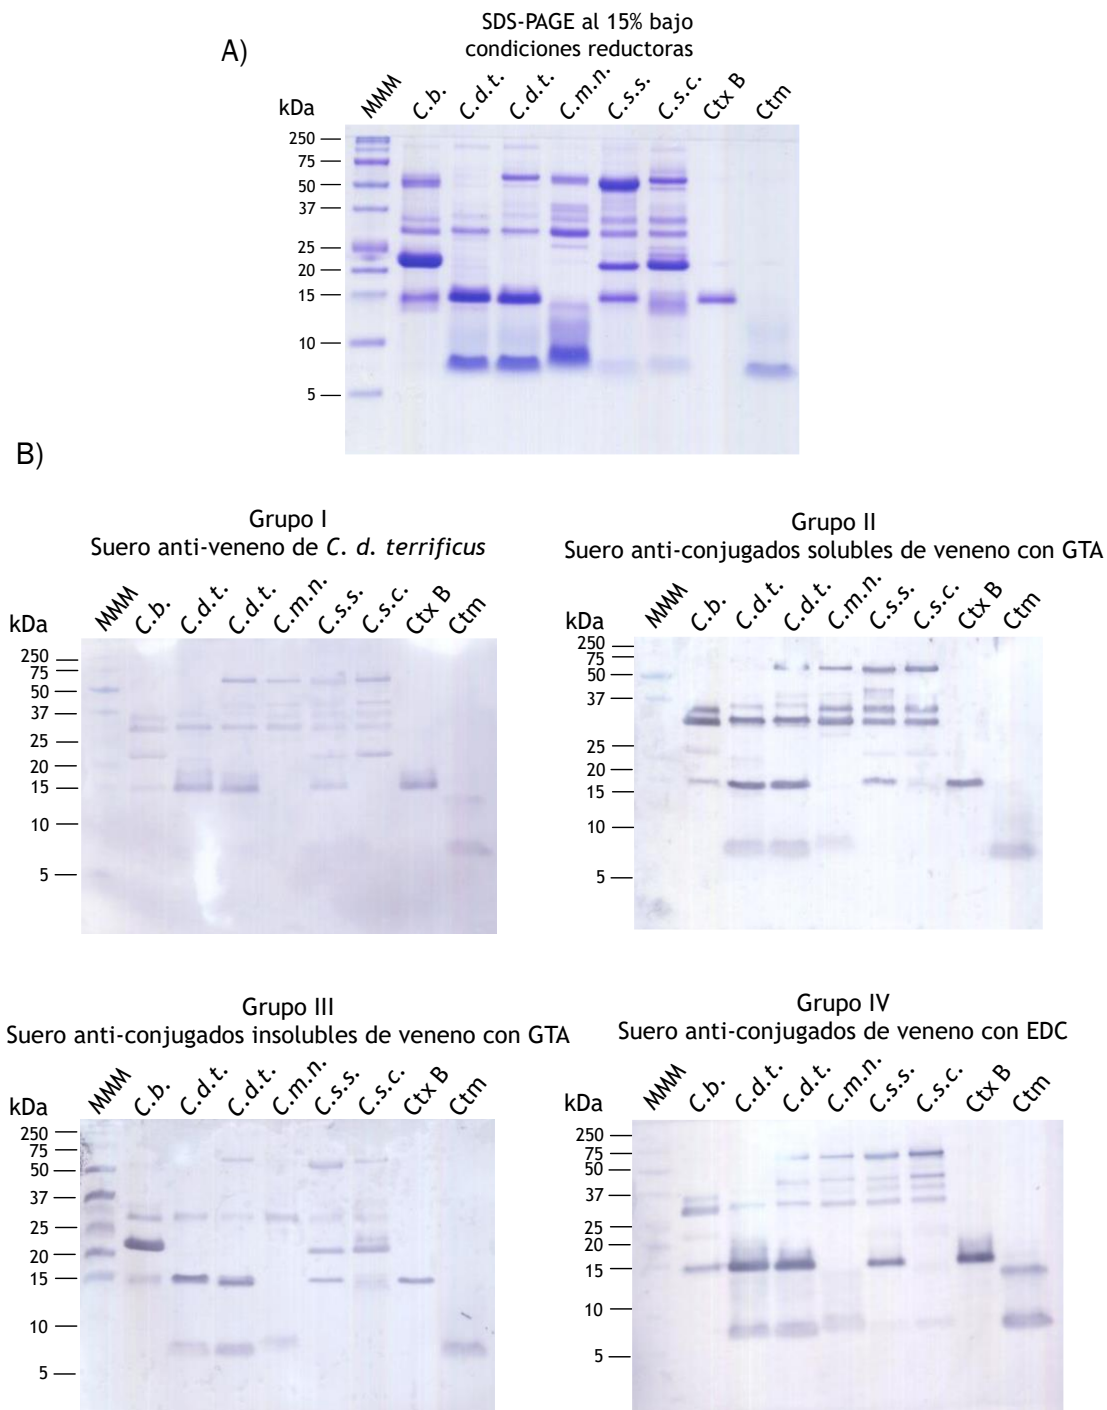 SDS-PAGE al 15% bajo
condiciones reductoras
A)
kDa
MMM
C.b.
C.d.t.
C.d.t.
C.m.n.
C.s.s.
C.s.c.
Ctx B
Ctm
250
75
50
37
25
20
15
10
5
B)
Grupo I
Suero anti-veneno de C. d. terrificus
kDa
MMM
C.b.
C.d.t.
C.d.t.
C.m.n.
C.s.s.
C.s.c.
Ctx B
Ctm
250
75
50
37
25
20
15
10
5
Grupo II
Suero anti-conjugados solubles de veneno con GTA
kDa
MMM
C.b.
C.d.t.
C.d.t.
C.m.n.
C.s.s.
C.s.c.
Ctx B
Ctm
250
75
50
37
25
20
15
10
5
Grupo III
Suero anti-conjugados insolubles de veneno con GTA
kDa
MMM
C.b.
C.d.t.
C.d.t.
C.m.n.
C.s.s.
C.s.c.
Ctx B
Ctm
250
75
50
37
25
20
15
10
5
Grupo IV
Suero anti-conjugados de veneno con EDC
kDa
MMM
C.b.
C.d.t.
C.d.t.
C.m.n.
C.s.s.
C.s.c.
Ctx B
Ctm
250
75
50
37
25
20
15
10
5